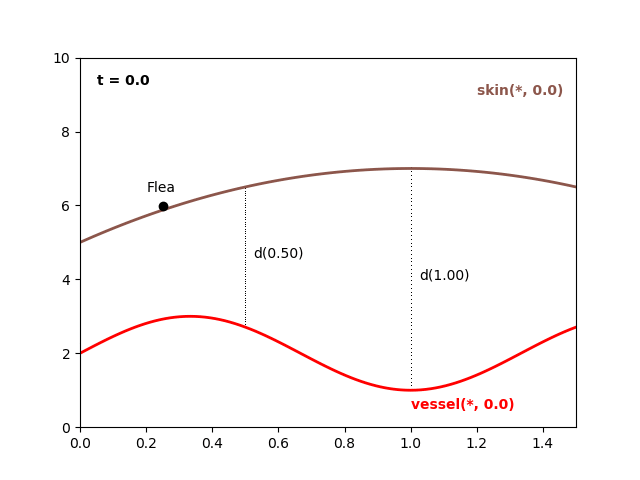 10
t = 0.0
skin(*, 0.0)
8
Flea
6
d(0.50)
d(1.00)
4
2
vessel(*, 0.0)
0
0.0 0.2 0.4 0.6 0.8 1.0 1.2 1.4